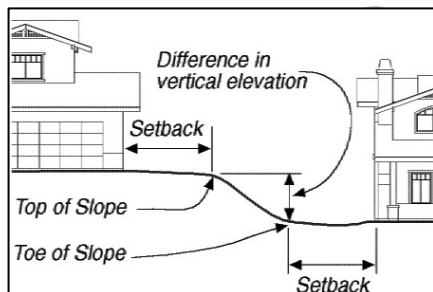 Difference in
vertical elevation
Setback
Top of Slope
Toe of Slope
Setback